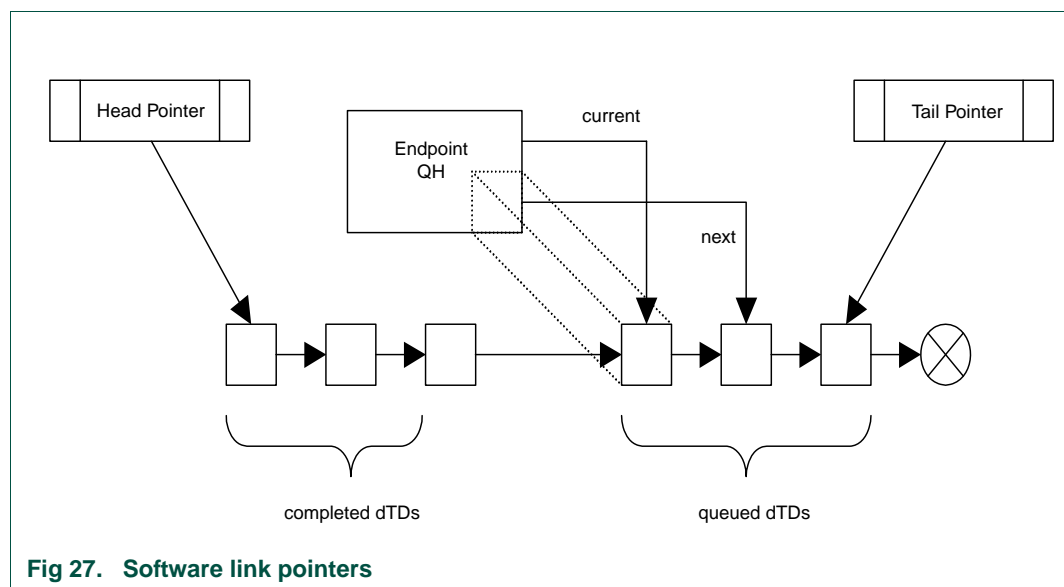 Head Pointer
current
Tail Pointer
Endpoint
QH
next
completed dTDs
queued dTDs
Fig 27. Software link pointers